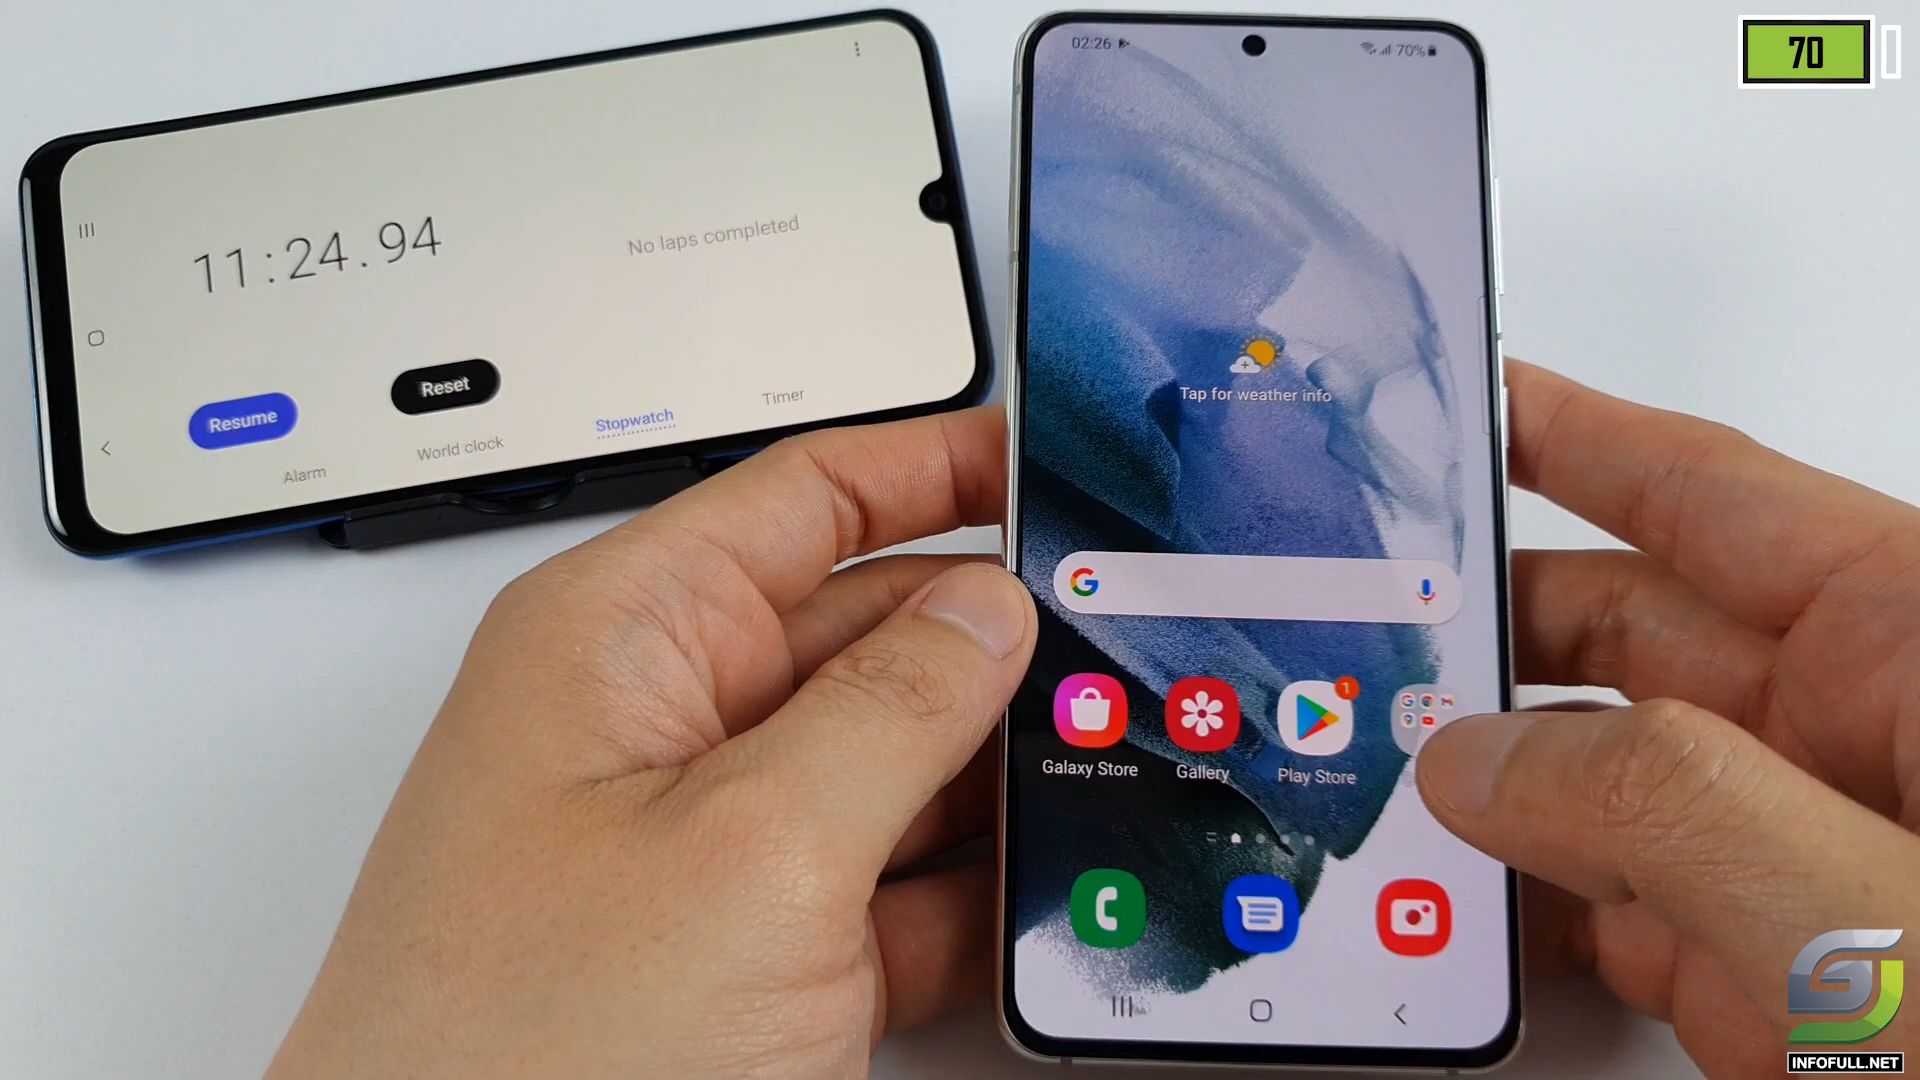 11:24.94
No laps completed
Resume
Reset
Alarm
World clock
Stopwatch
Timer
02:26
70%
70
Tap for weather info
1
Galaxy Store
Gallery
Play Store
INFOFULL.NET